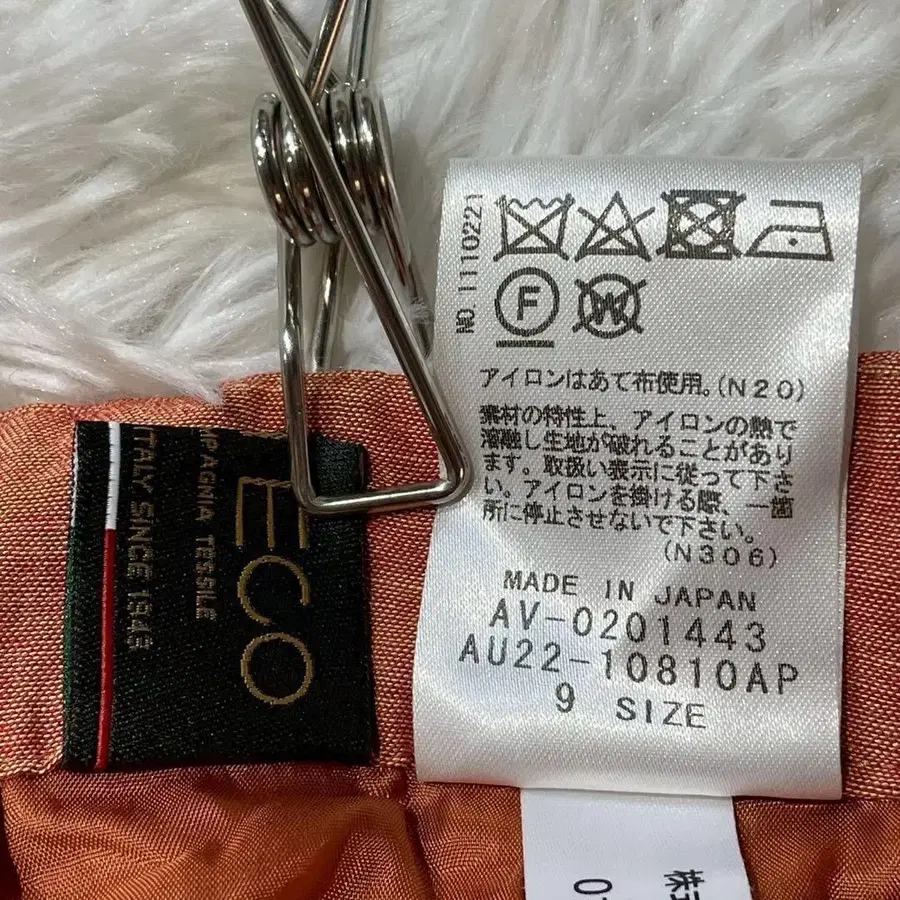 NO.1110221
F
W
アイロンはあて布使用。(N20)
素材の特性上、アイロンの熱で
溶融し生地が破れることがあり
ます。取扱い表示に従って下さ
い。アイロンを掛ける際、一箇
所に停止させないで下さい。
(N306)
MADE IN JAPAN
AV-0201443
AU22-10810AP
9 SIZE
ECO
TESSILE
ITALY SINCE 1946
株式